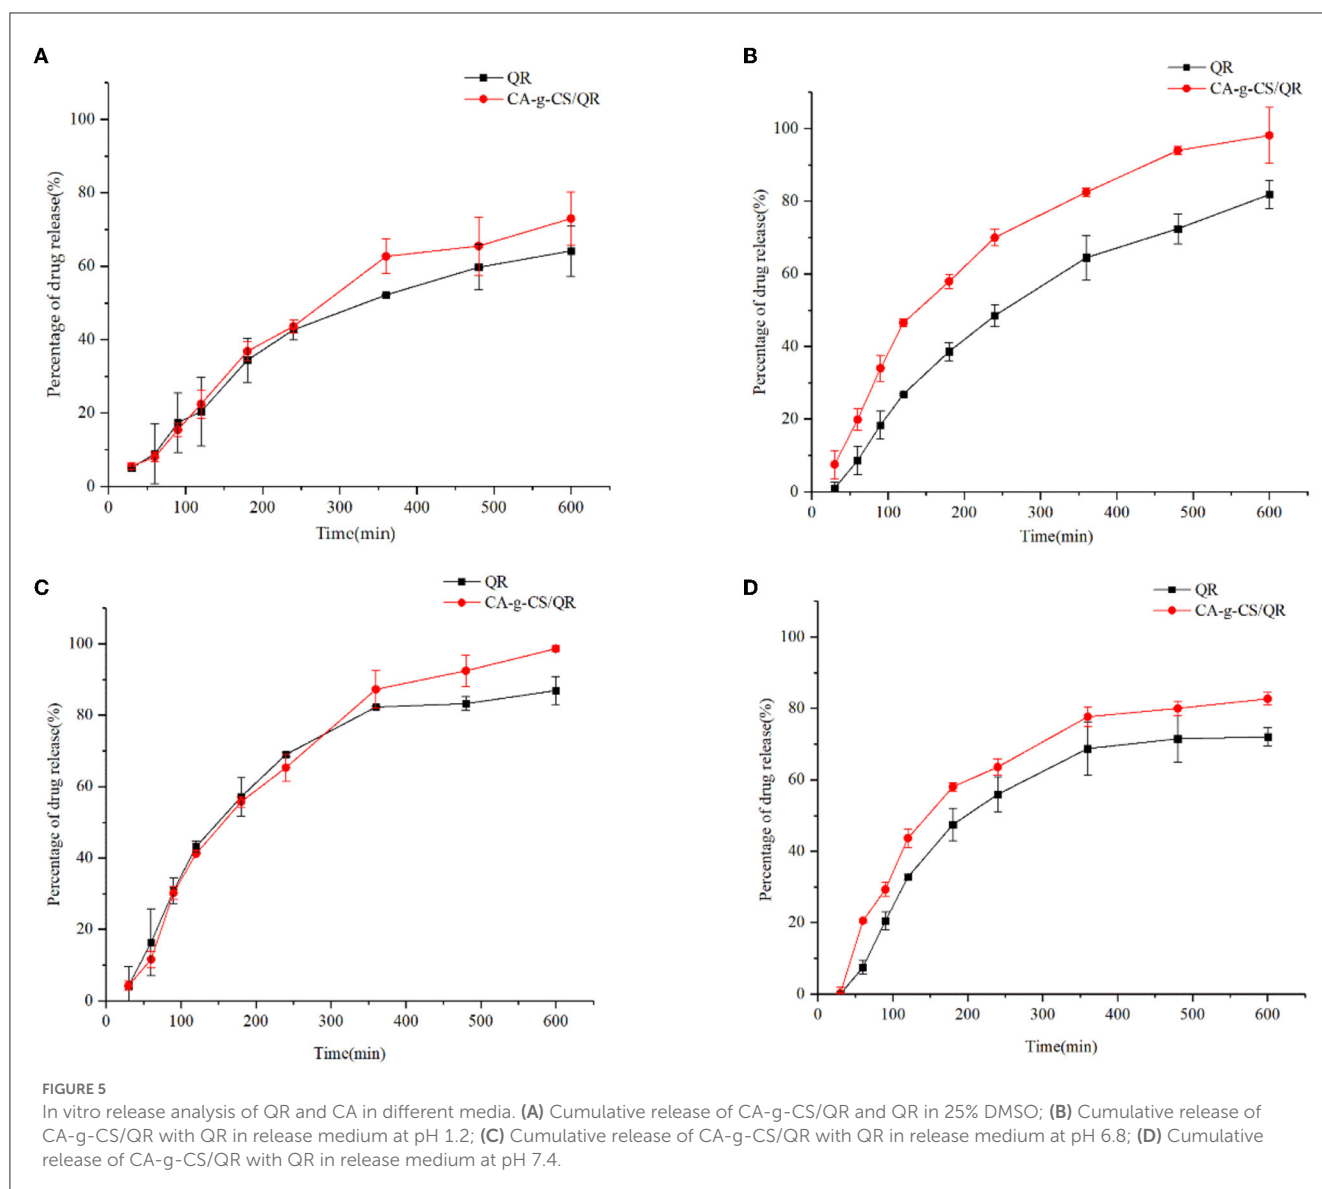 A
QR
CA-g-CS/QR
Percentage of drug release(%)
100
80
60
40
20
0
0 100 200 300 400 500 600
Time(min)
B
QR
CA-g-CS/QR
Percentage of drug release(%)
100
80
60
40
20
0
0 100 200 300 400 500 600
Time(min)
C
QR
CA-g-CS/QR
Percentage of drug release(%)
100
80
60
40
20
0
0 100 200 300 400 500 600
Time(min)
D
QR
CA-g-CS/QR
Percentage of drug release(%)
100
80
60
40
20
0
0 100 200 300 400 500 600
Time(min)
FIGURE 5
In vitro release analysis of QR and CA in different media. (A) Cumulative release of CA-g-CS/QR and QR in 25% DMSO; (B) Cumulative release of
CA-g-CS/QR with QR in release medium at pH 1.2; (C) Cumulative release of CA-g-CS/QR with QR in release medium at pH 6.8; (D) Cumulative
release of CA-g-CS/QR with QR in release medium at pH 7.4.